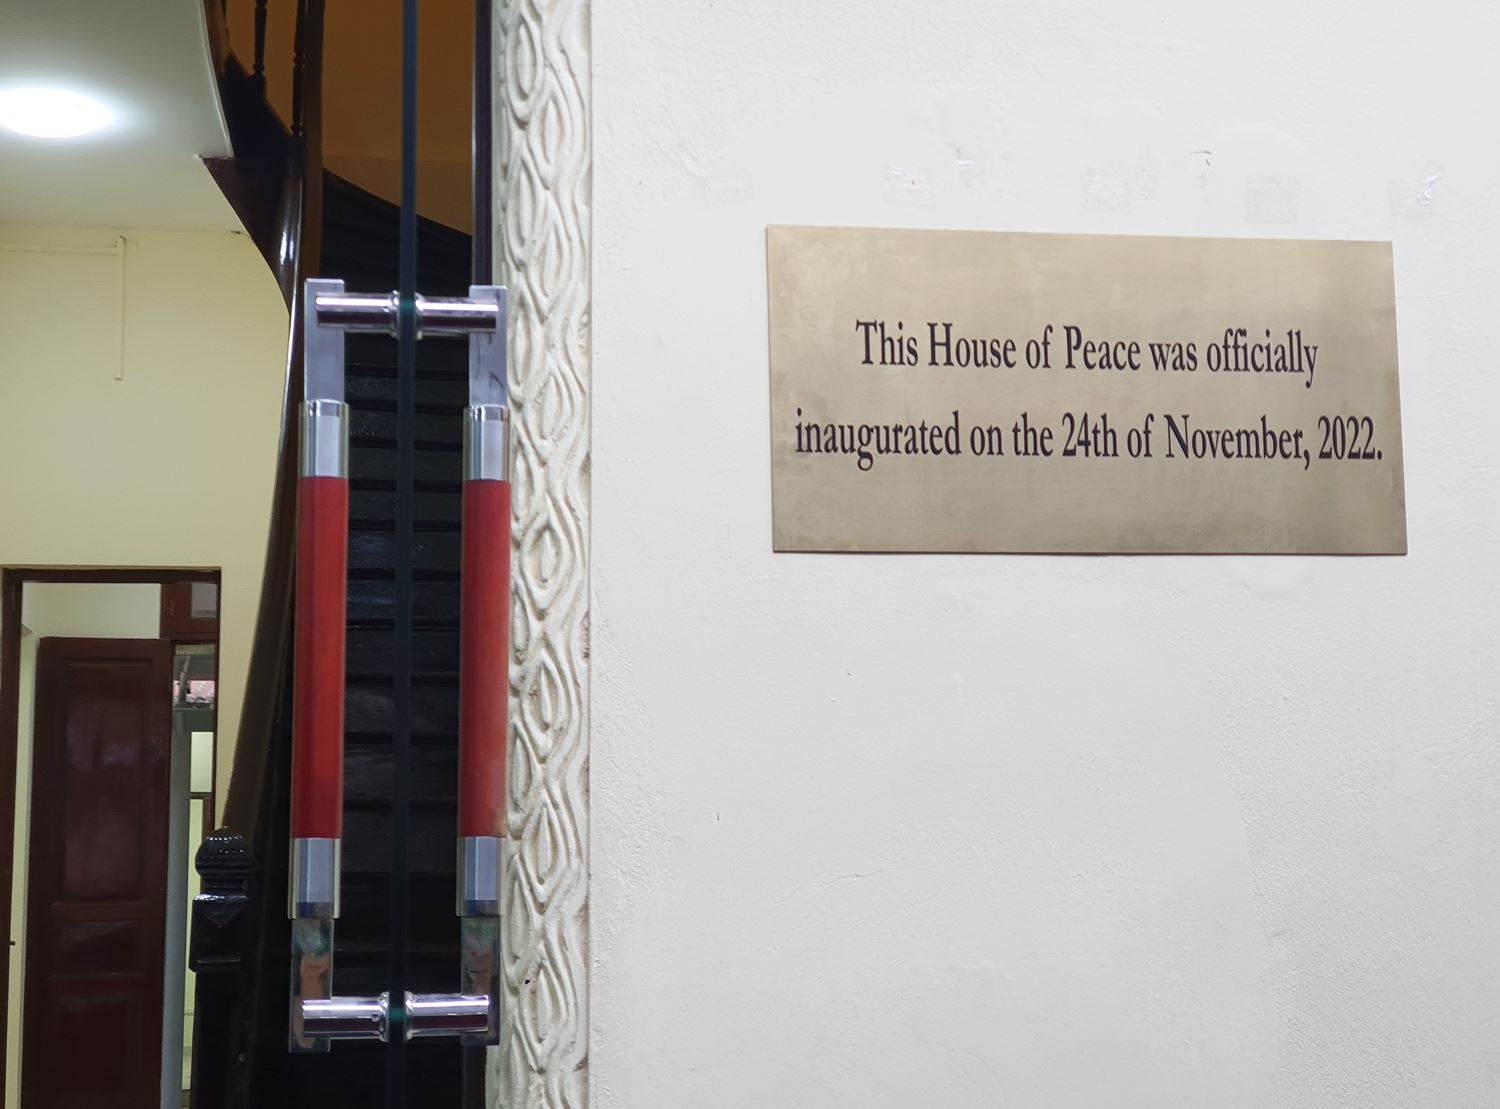 This House of Peace was officially
inaugurated on the 24th of November, 2022.